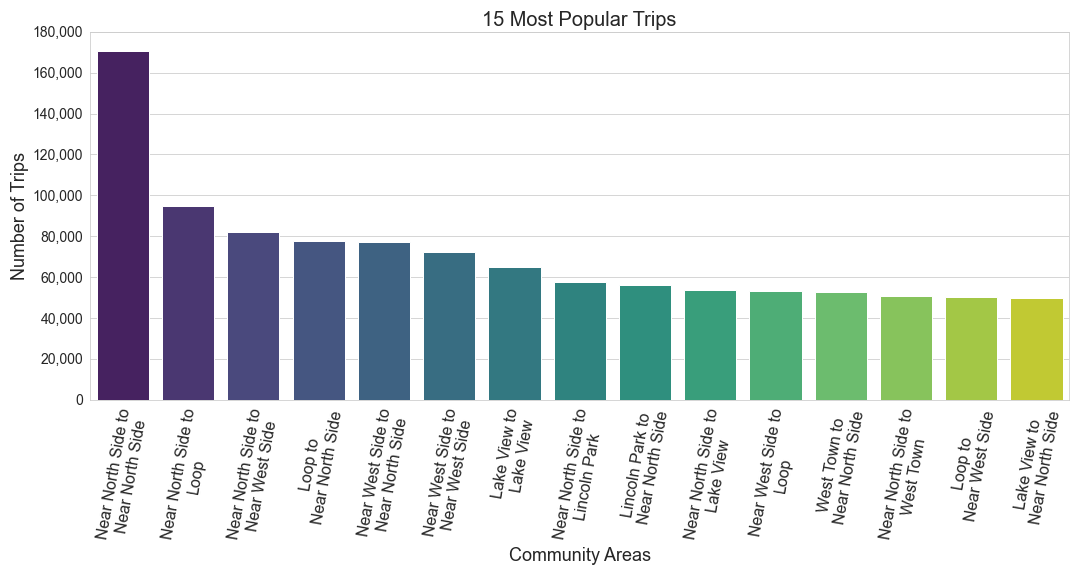 15 Most Popular Trips
Number of Trips
180,000
160,000
140,000
120,000
100,000
80,000
60,000
40,000
20,000
0
Near North Side to
Near North Side
Near North Side to
Loop
Near North Side to
Near West Side
Loop to
Near North Side
Near West Side to
Near North Side
Near West Side to
Near West Side
Lake View to
Lake View
Near North Side to
Lincoln Park
Lincoln Park to
Near North Side
Near North Side to
Lake View
Near West Side to
Loop
West Town to
Near North Side
Near North Side to
West Town
Loop to
Near West Side
Lake View to
Near North Side
Community Areas